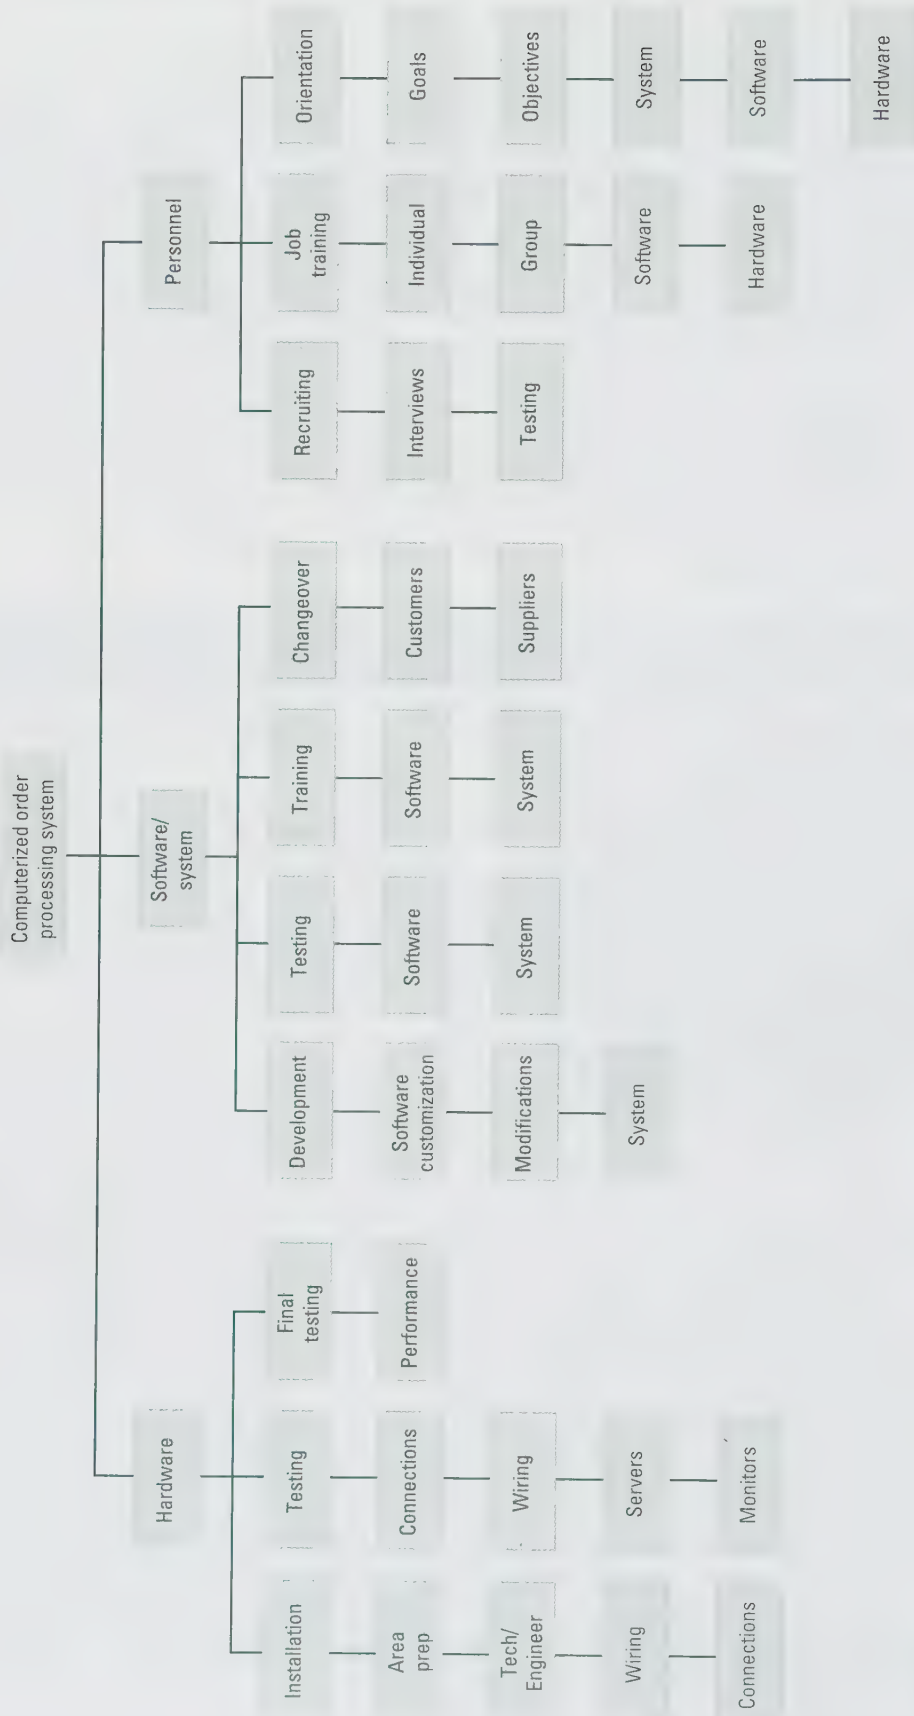 Computerized order
processing system
Hardware
Software/
system
Personnel
Installation
Testing
Final
testing
Development
Testing
Training
Changeover
Recruiting
Job
training
Orientation
Area
prep
Connections
Performance
Software
customization
Software
Software
Customers
Interviews
Individual
Goals
Tech/
Engineer
Wiring
Modifications
System
System
Suppliers
Testing
Group
Objectives
Wiring
Servers
System
Software
System
Connections
Monitors
Hardware
Software
Hardware